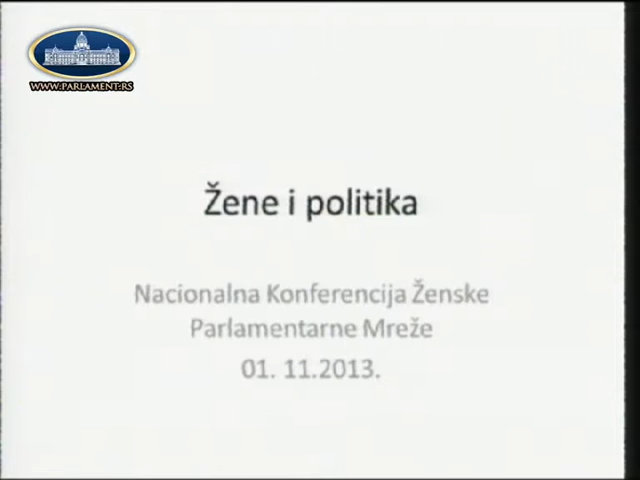 WWW.PARLAMENT.RS
Žene i politika
Nacionalna Konferencija Ženske
Parlamentarne Mreže
01. 11.2013.